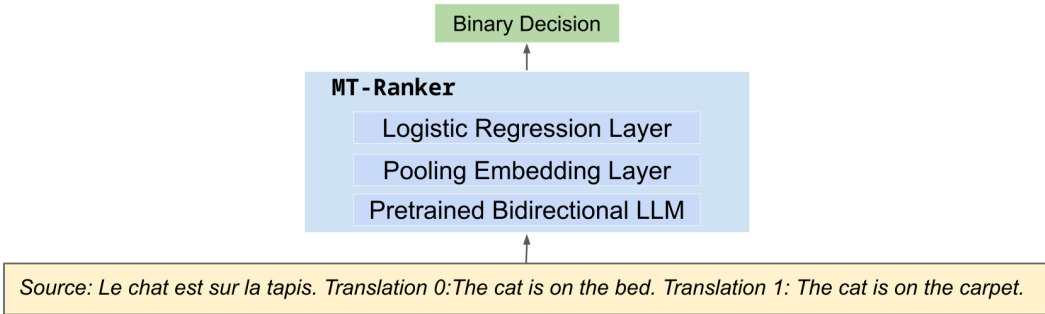 Binary Decision
MT-Ranker
Logistic Regression Layer
Pooling Embedding Layer
Pretrained Bidirectional LLM
Source: Le chat est sur la tapis. Translation 0:The cat is on the bed. Translation 1: The cat is on the carpet.